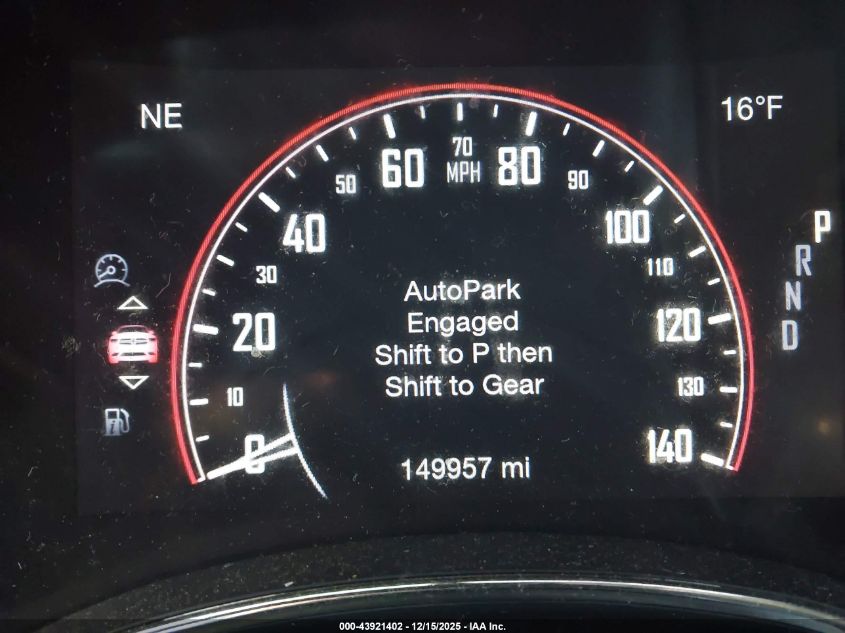 NE
16°F
70
MPH
60
80
50
90
40
100
30
110
20
120
10
130
0
140
P
R
N
D
AutoPark
Engaged
Shift to P then
Shift to Gear
149957 mi
000-43921402 - 12/15/2025 - IAA Inc.